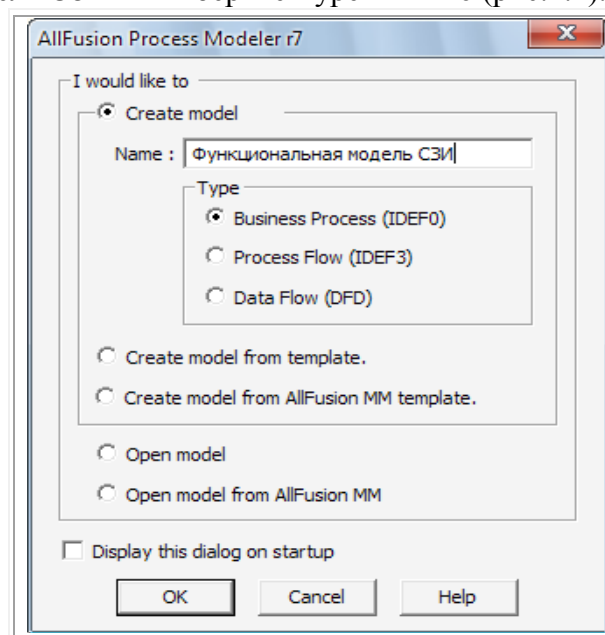 AllFusion Process Modeler r7
I would like to
Create model
Name : Функциональная модель СЗИ
Type
Business Process (IDEF0)
Process Flow (IDEF3)
Data Flow (DFD)
Create model from template.
Create model from AllFusion MM template.
Open model
Open model from AllFusion MM
Display this dialog on startup
OK Cancel Help